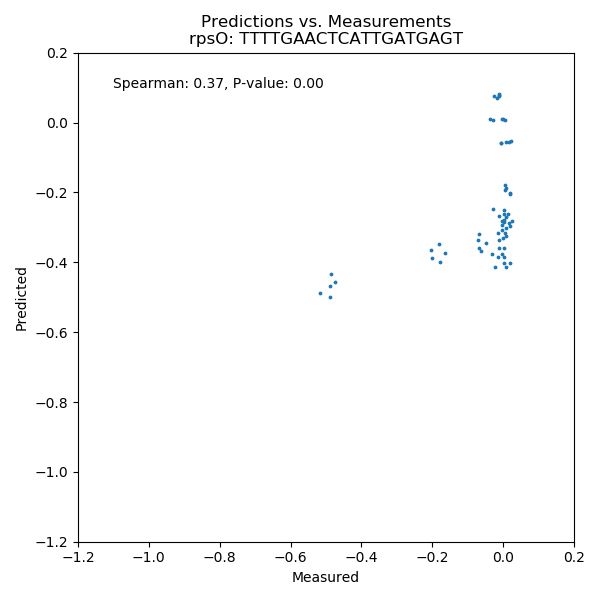 Predictions vs. Measurements
rpsO: TTTTGAACTCATTGATGAGT
Spearman: 0.37, P-value: 0.00
0.2
0.0
−0.2
−0.4
−0.6
−0.8
−1.0
−1.2
Predicted
−1.2 −1.0 −0.8 −0.6 −0.4 −0.2 0.0 0.2
Measured